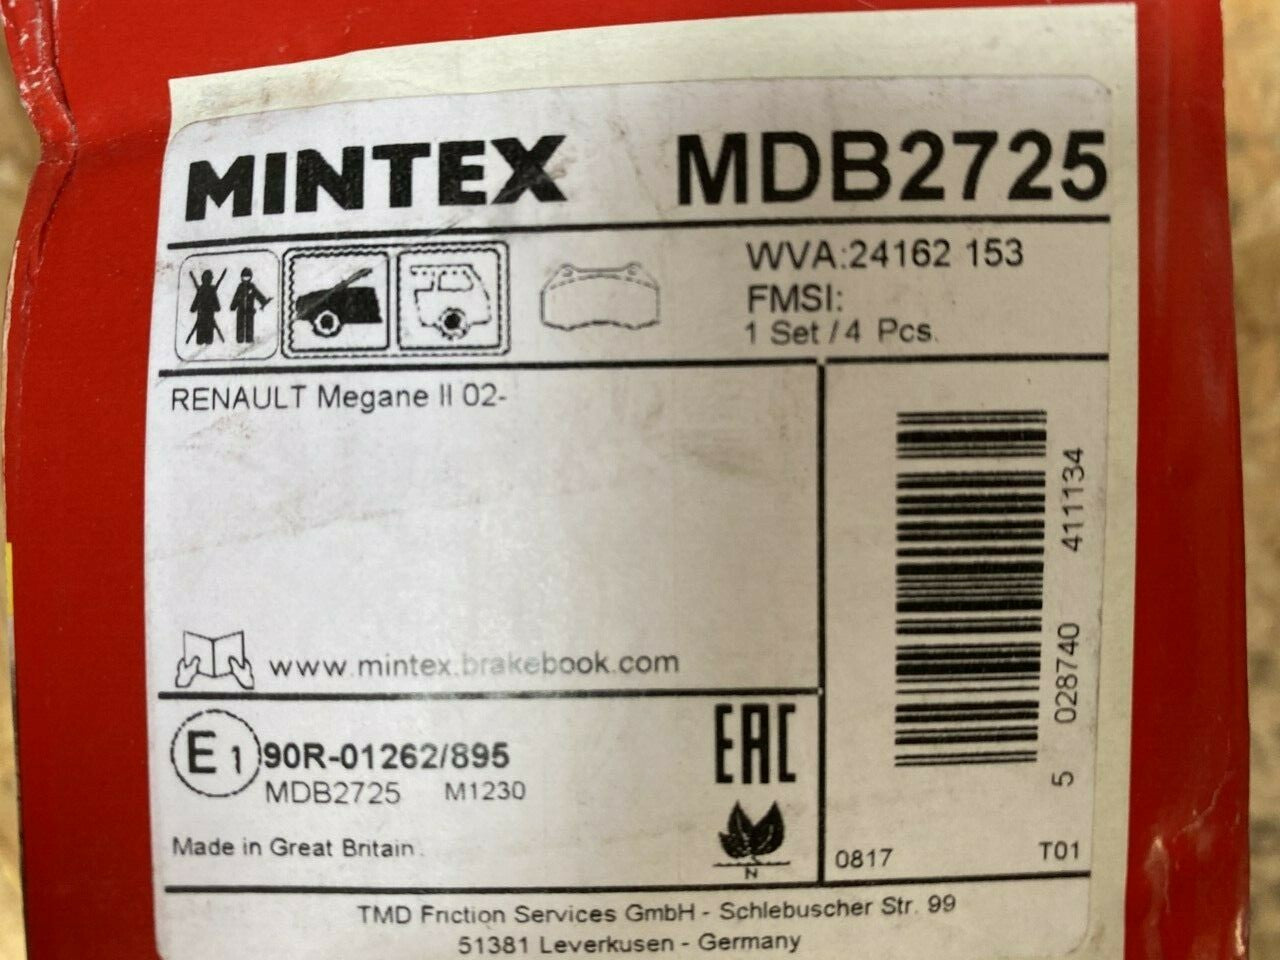 MINTEX MDB2725
WVA:24162 153
FMSI:
1 Set / 4 Pcs.
RENAULT Megane II 02-
www.mintex.brakebook.com
5 028740 411134
E1 90R-01262/895
MDB2725 M1230
EAC
Made in Great Britain.
N
0817 T01
TMD Friction Services GmbH - Schlebuscher Str. 99
51381 Leverkusen - Germany